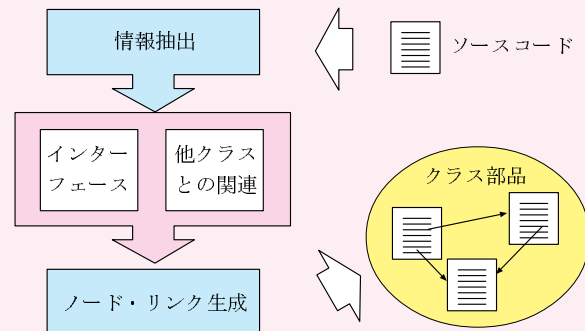 情報抽出
ソースコード
インター
フェース
他クラス
との関連
クラス部品
ノード・リンク生成